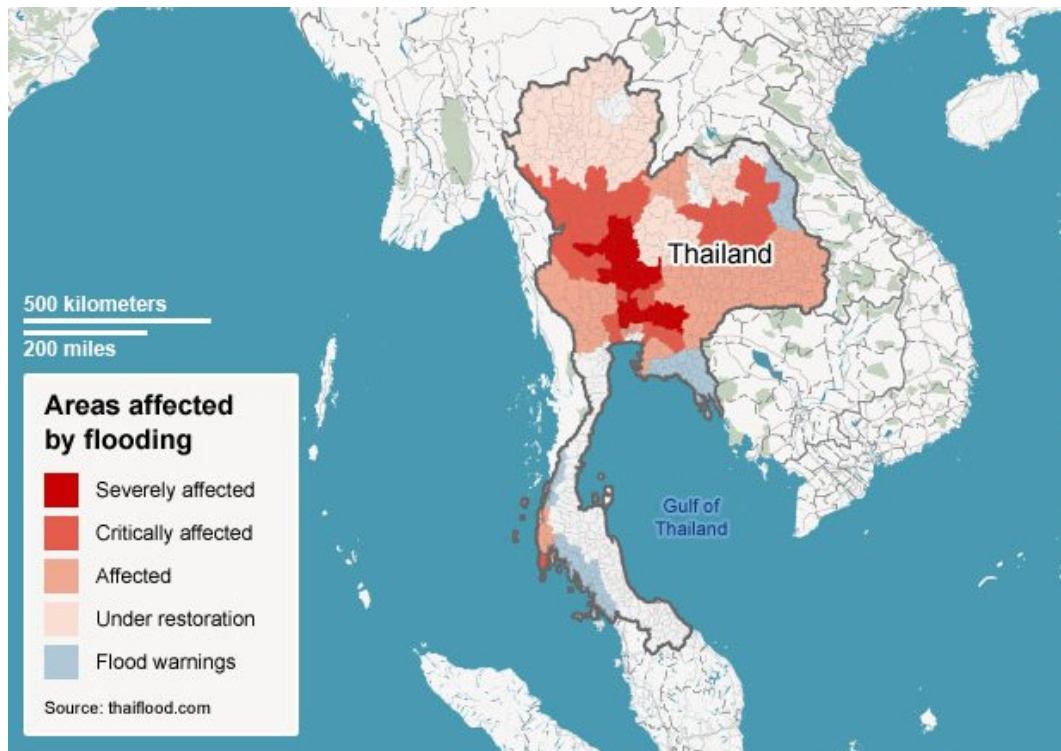 Thailand
500 kilometers
200 miles
Areas affected
by flooding
Severely affected
Critically affected
Affected
Under restoration
Flood warnings
Source: thaiflood.com
Gulf of
Thailand